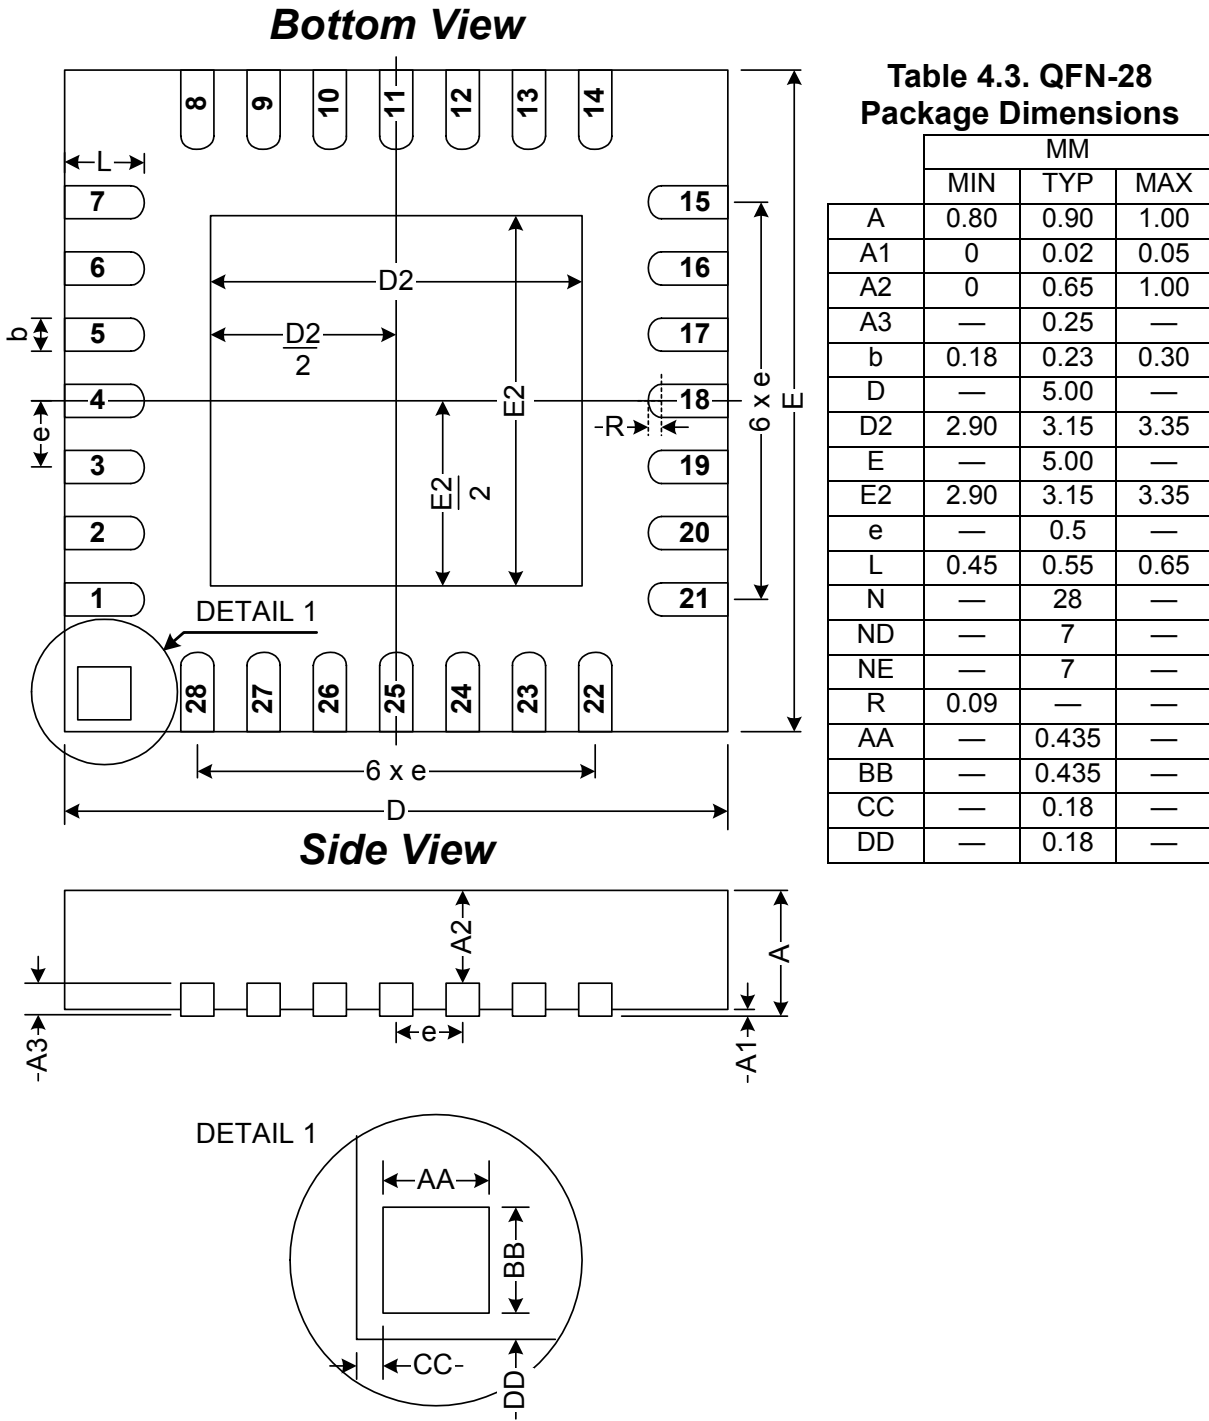 Bottom View
8 9 10 11 12 13 14
L
7
6
5
4
3
2
1
b
e
15
16
17
18
19
20
21
D2
D2
2
E2
E2
2
R
6 x e
E
DETAIL 1
28 27 26 25 24 23 22
6 x e
D
Side View
A2
A
A3
e
A1
DETAIL 1
AA
BB
CC
DD
Table 4.3. QFN-28
Package Dimensions
MM
MIN TYP MAX
A 0.80 0.90 1.00
A1 0 0.02 0.05
A2 0 0.65 1.00
A3 — 0.25 —
b 0.18 0.23 0.30
D — 5.00 —
D2 2.90 3.15 3.35
E — 5.00 —
E2 2.90 3.15 3.35
e — 0.5 —
L 0.45 0.55 0.65
N — 28 —
ND — 7 —
NE — 7 —
R 0.09 — —
AA — 0.435 —
BB — 0.435 —
CC — 0.18 —
DD — 0.18 —